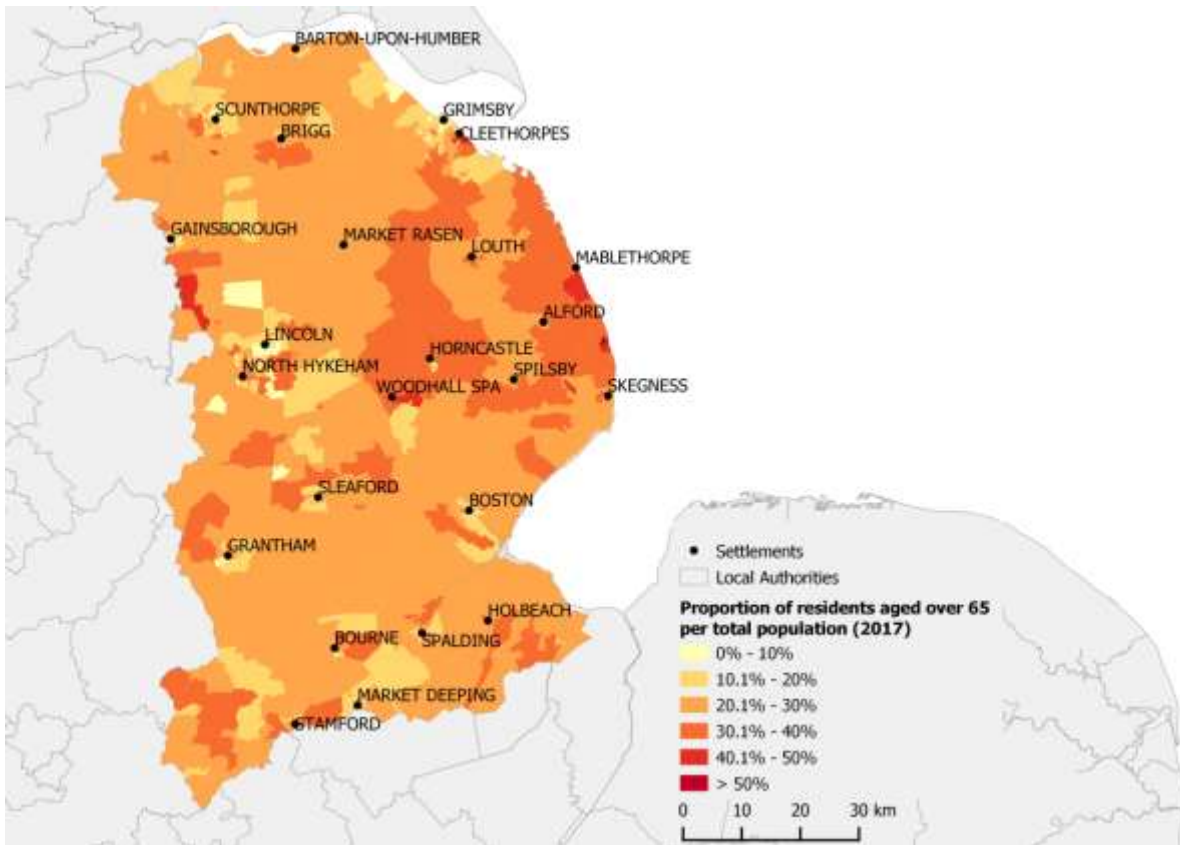 BARTON-UPON-HUMBER
SCUNTHORPE
GRIMSBY
BRIGG
CLEETHORPES
GAINSBOROUGH
MARKET RASEN
LOUTH
MABLETHORPE
ALFORD
LINCOLN
HORNCASTLE
NORTH HYKEHAM
SPILSBY
WOODHALL SPA
SKEGNESS
SLEAFORD
BOSTON
GRANTHAM
HOLBEACH
BOURNE
SPALDING
MARKET DEEPING
STAMFORD
Settlements
Local Authorities
Proportion of residents aged over 65
per total population (2017)
0% - 10%
10.1% - 20%
20.1% - 30%
30.1% - 40%
40.1% - 50%
> 50%
0 10 20 30 km